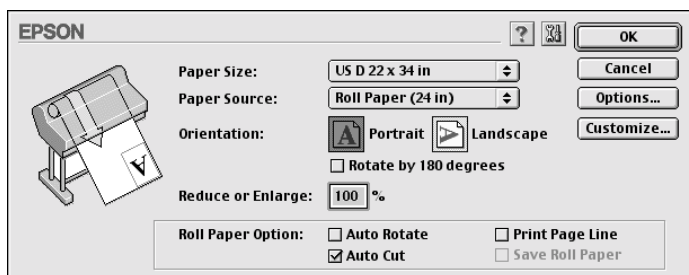 EPSON
? OK
Paper Size: US D 22 x 34 in Cancel
Paper Source: Roll Paper (24 in) Options...
Orientation: A Portrait A Landscape Customize...
Rotate by 180 degrees
A
Reduce or Enlarge: 100 %
Roll Paper Option: Auto Rotate Print Page Line
Auto Cut Save Roll Paper